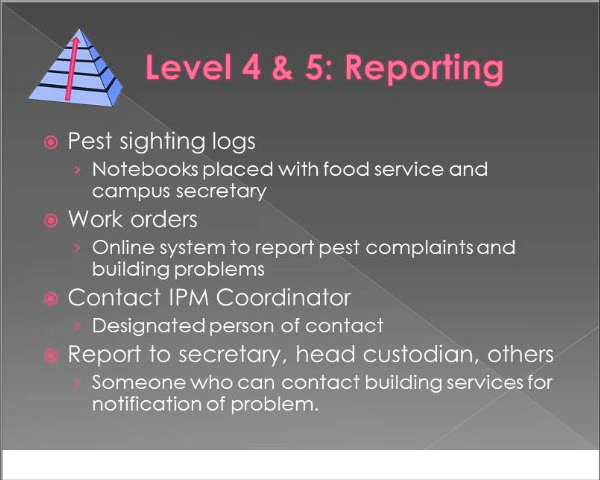 Level 4 & 5: Reporting
Pest sighting logs
Notebooks placed with food service and
campus secretary
Work orders
Online system to report pest complaints and
building problems
Contact IPM Coordinator
Designated person of contact
Report to secretary, head custodian, others
Someone who can contact building services for
notification of problem.